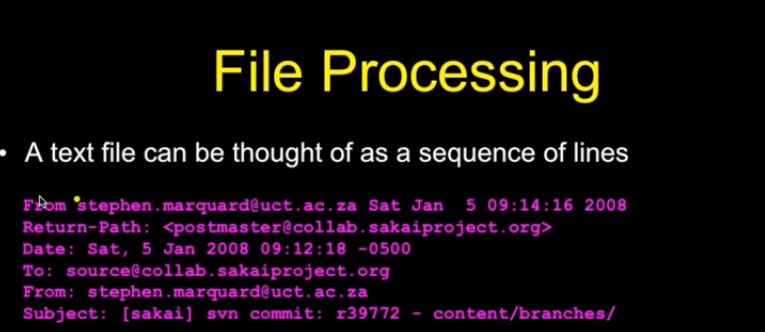 File Processing
• A text file can be thought of as a sequence of lines
From stephen.marquard@uct.ac.za Sat Jan  5 09:14:16 2008
Return-Path: <postmaster@collab.sakaiproject.org>
Date: Sat, 5 Jan 2008 09:12:18 -0500
To: source@collab.sakaiproject.org
From: stephen.marquard@uct.ac.za
Subject: [sakai] svn commit: r39772 - content/branches/